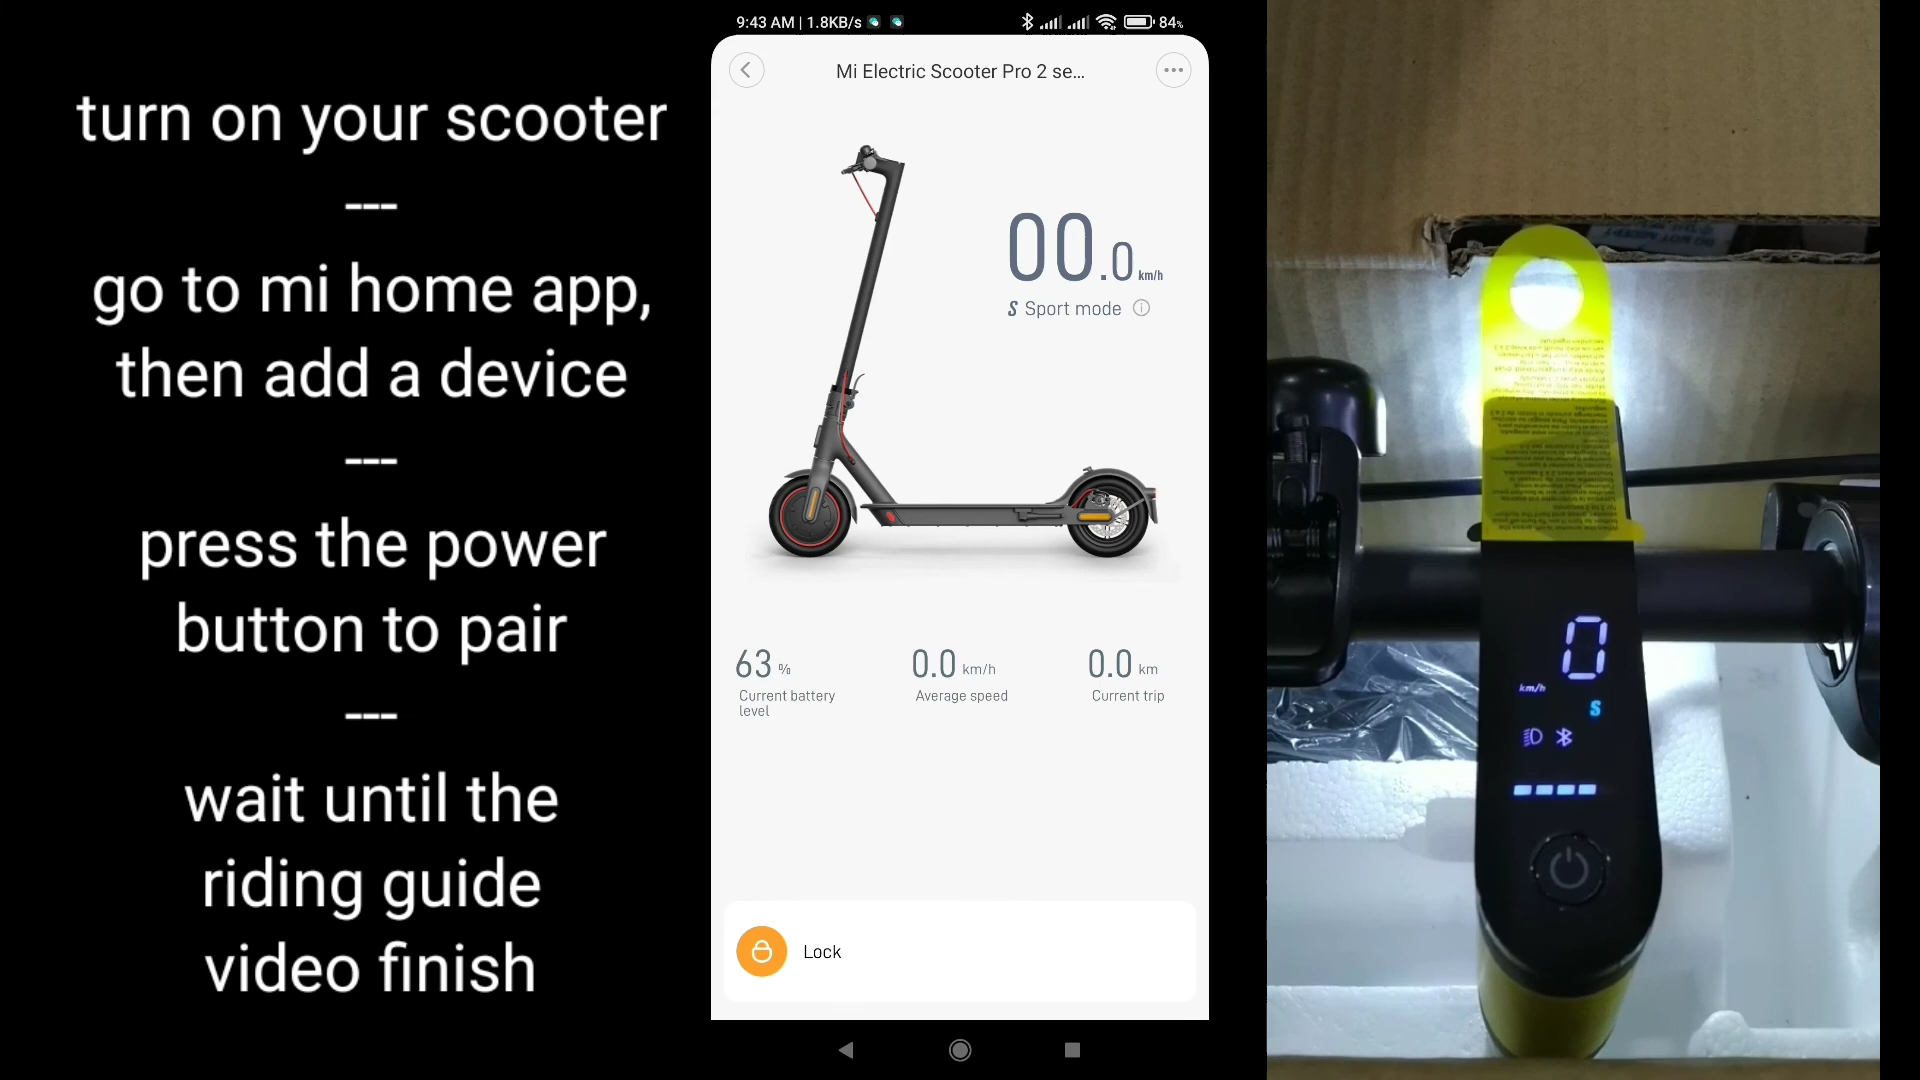 turn on your scooter
---
go to mi home app,
then add a device
---
press the power
button to pair
---
wait until the
riding guide
video finish
9:43 AM | 1.8KB/s
84%
Mi Electric Scooter Pro 2 se...
00.0 km/h
S Sport mode
63 %
Current battery
level
0.0 km/h
Average speed
0.0 km
Current trip
Lock
0
km/h
S